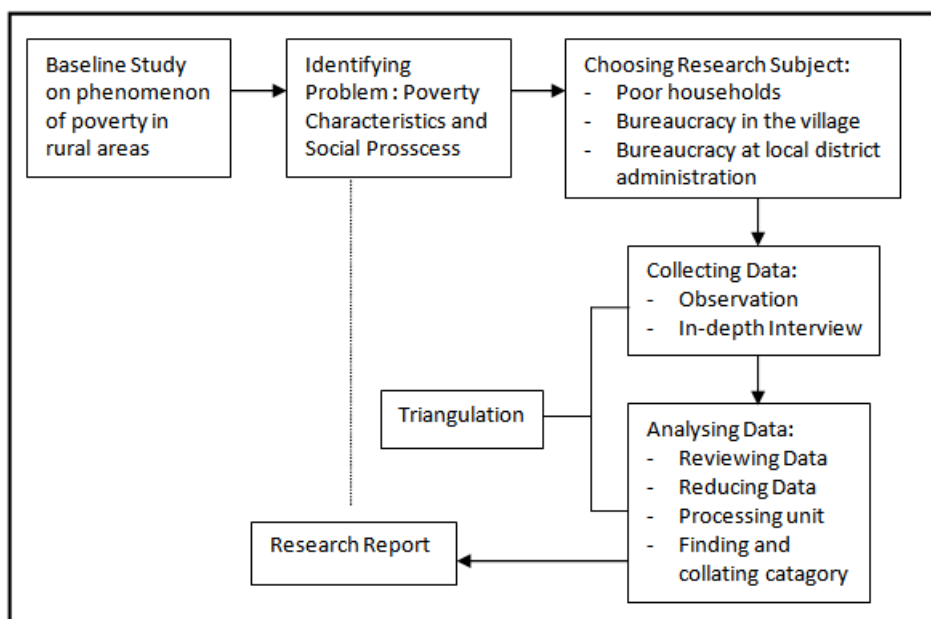 Baseline Study
on phenomenon
of poverty in
rural areas
Identifying
Problem : Poverty
Characteristics and
Social Prosscess
Choosing Research Subject:
- Poor households
- Bureaucracy in the village
- Bureaucracy at local district
administration
Collecting Data:
- Observation
- In-depth Interview
Triangulation
Analysing Data:
- Reviewing Data
- Reducing Data
- Processing unit
- Finding and
collating catagory
Research Report